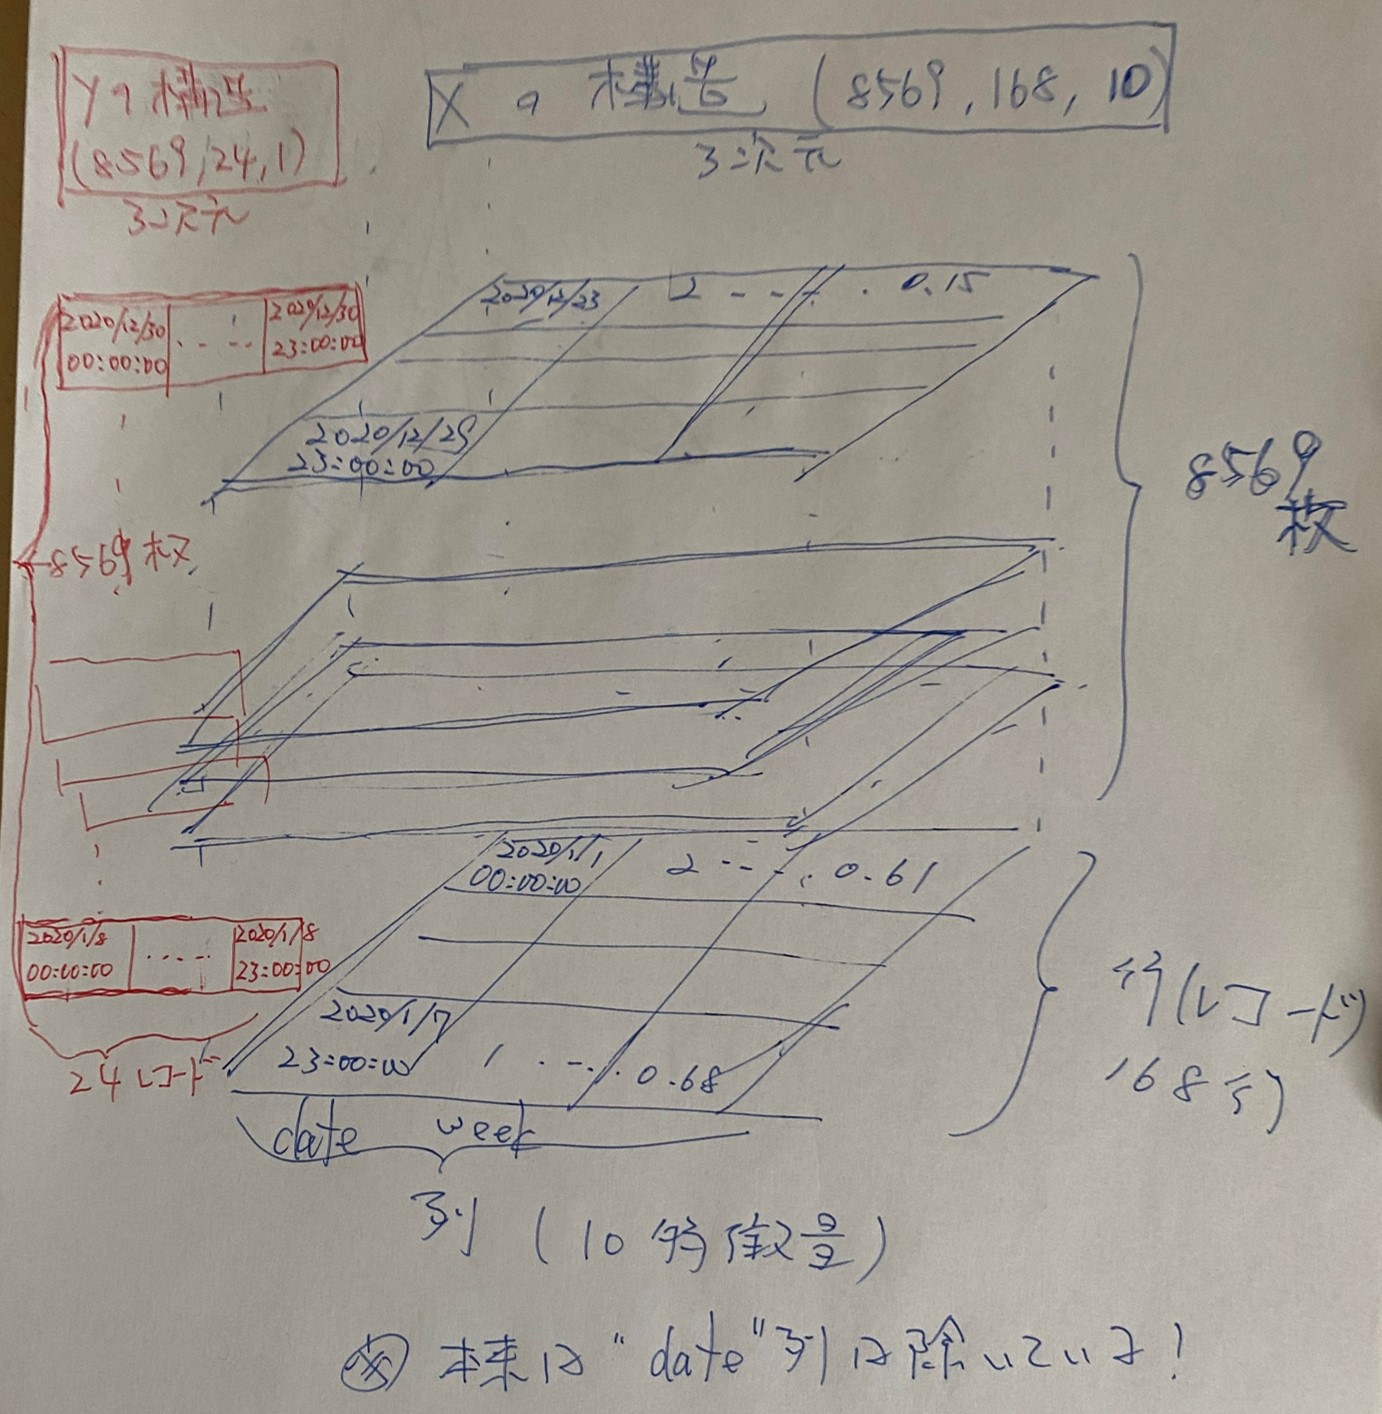 Yの構造
(8569,24,1)
3次元
Xの構造 (8569,168,10)
3次元
2020/12/30
00:00:00
.....
2020/12/30
23:00:00
2020/12/23
2 - - - . 0.15
2020/12/29
23:00:00
8569枚
8569
枚
2020/1/1
00:00:00
2 - - - . 0.61
2020/1/8
00:00:00
.....
2020/1/8
23:00:00
24レコード
2020/1/7
23:00:00
1 . - . . 0.68
行(レコード)
168行
date week
列 (10特徴量)
※ 本来は"date"列は除いている!